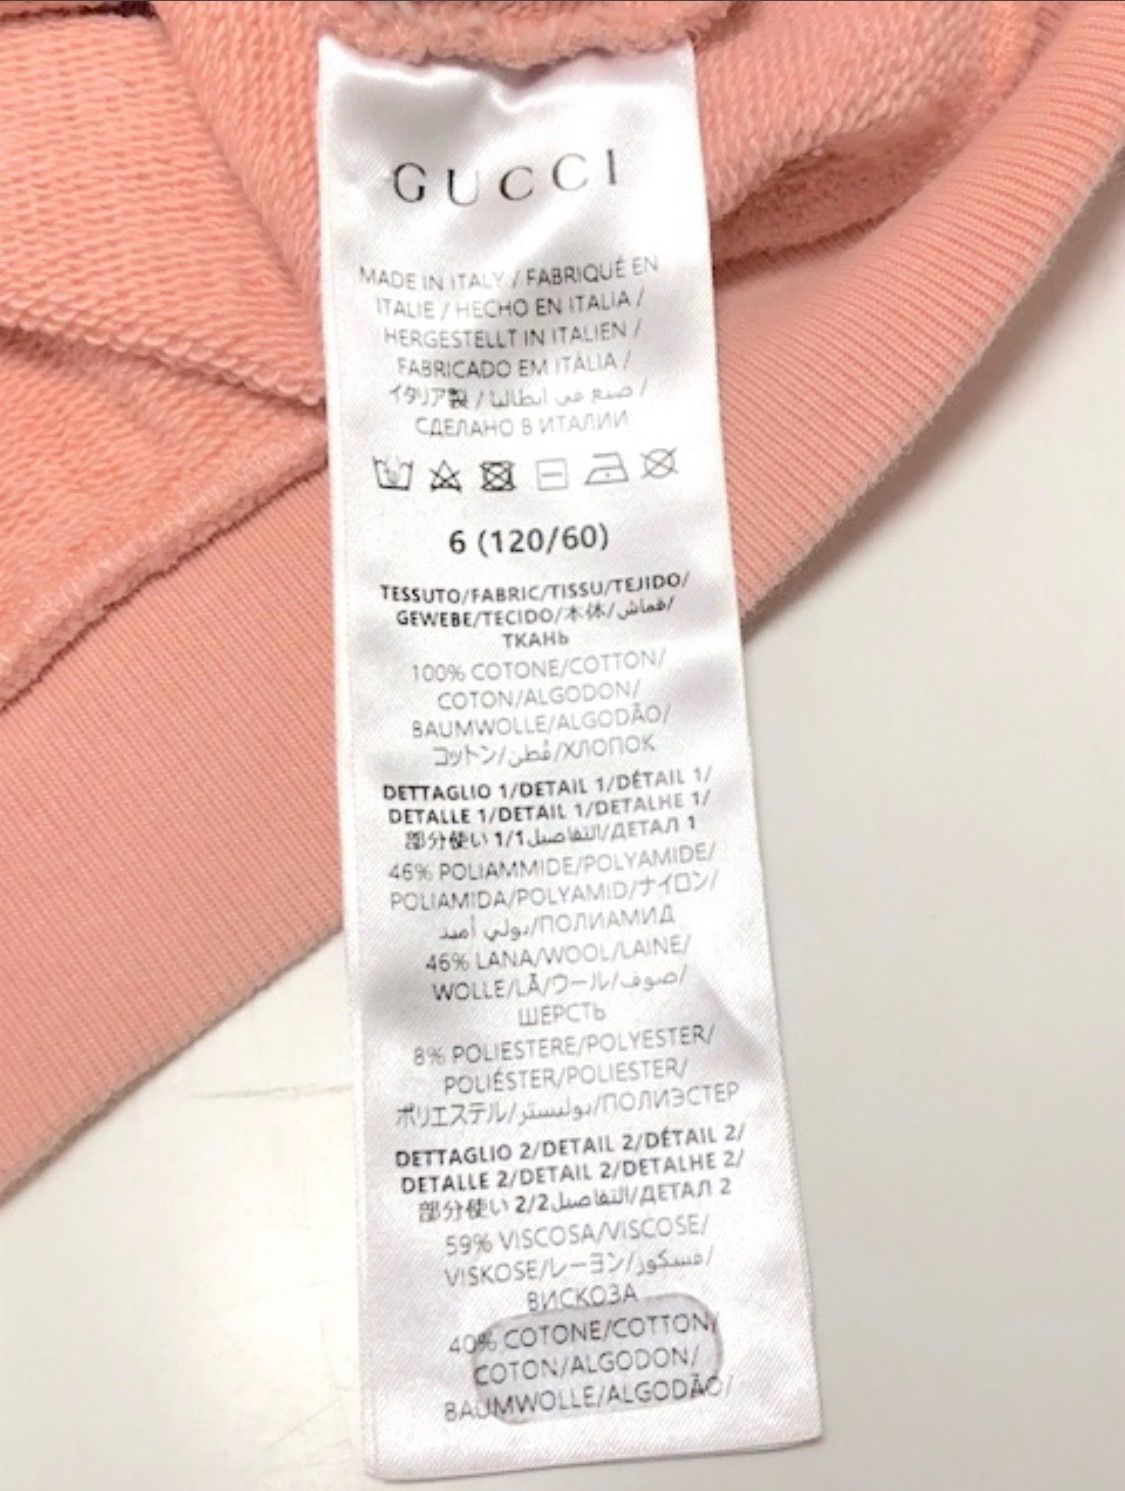 GUCCI
MADE IN ITALY / FABRIQUÉ EN
ITALIE / HECHO EN ITALIA /
HERGESTELLT IN ITALIEN /
FABRICADO EM ITÁLIA /
イタリア製 / صنع في ايطاليا /
СДЕЛАНО В ИТАЛИИ
6 (120/60)
TESSUTO/FABRIC/TISSU/TEJIDO/
GEWEBE/TECIDO/本体/قماش/
ТКАНЬ
100% COTONE/COTTON/
COTON/ALGODON/
BAUMWOLLE/ALGODÃO/
コットン/قُطن/ХЛОПОК
DETTAGLIO 1/DETAIL 1/DÉTAIL 1/
DETALLE 1/DETAIL 1/DETALHE 1/
部分使い 1/التفاصيل1/ДЕТАЛ 1
46% POLIAMMIDE/POLYAMIDE/
POLIAMIDA/POLYAMID/ナイロン/
بولي أميد/ПОЛИАМИД
46% LANA/WOOL/LAINE/
WOLLE/LÃ/ウール/صوف/
ШЕРСТЬ
8% POLIESTERE/POLYESTER/
POLIÉSTER/POLIESTER/
ポリエステル/بوليستر/ПОЛИЭСТЕР
DETTAGLIO 2/DETAIL 2/DÉTAIL 2/
DETALLE 2/DETAIL 2/DETALHE 2/
部分使い 2/التفاصيل2/ДЕТАЛ 2
59% VISCOSA/VISCOSE/
VISKOSE/レーヨン/مسكوز/
ВИСКОЗА
40% COTONE/COTTON/
COTON/ALGODON/
BAUMWOLLE/ALGODÃO/